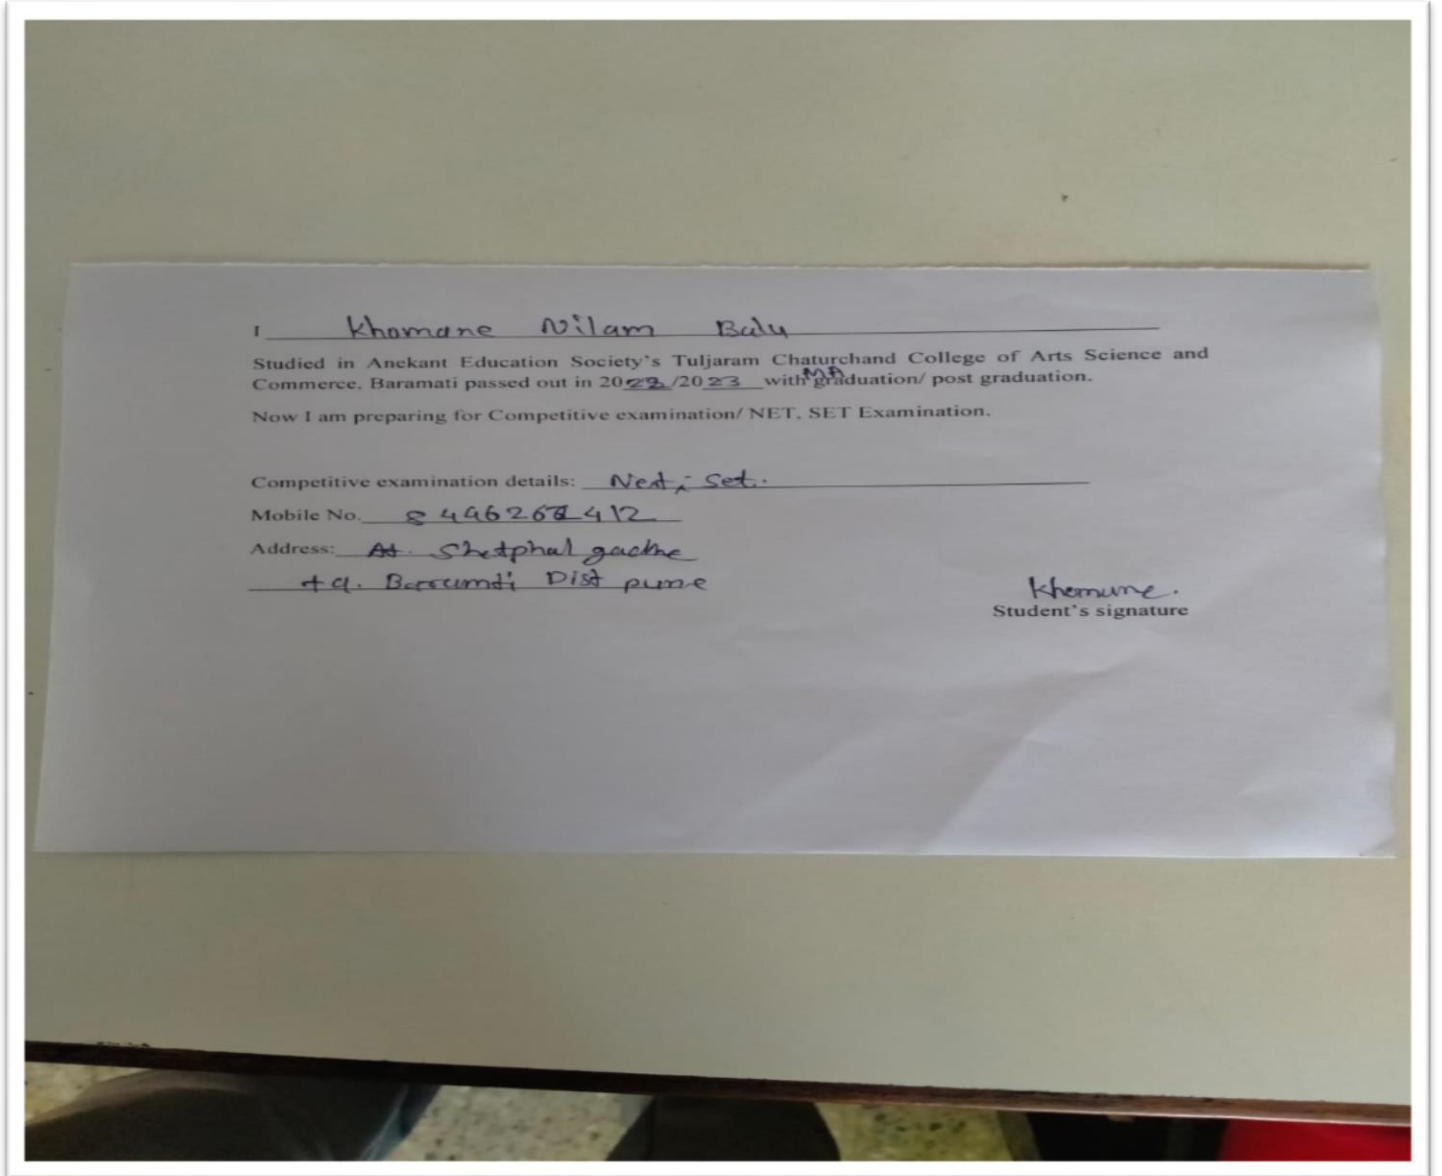 I Khomane Nilam Balu
Studied in Anekant Education Society's Tuljaram Chaturchand College of Arts Science and
Commerce, Baramati passed out in 2022/2023 with MA graduation/ post graduation.
Now I am preparing for Competitive examination/ NET, SET Examination.
Competitive examination details: Net, Set.
Mobile No.
Address: At. Shetphal gadhe
tq. Baramti Dist pune
Khomane.
Student's signature